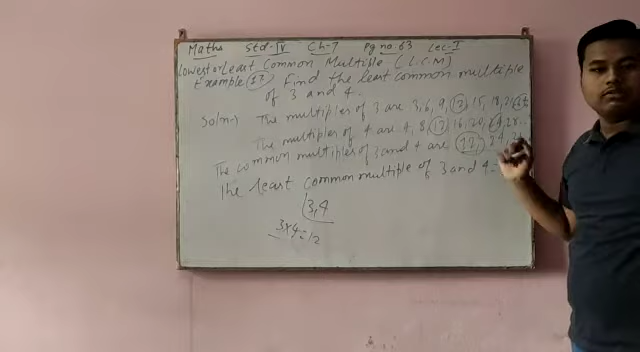 Maths Std-IV Ch-7 Pg no. 63 Lec-I
Lowest or Least Common Multiple (L.C.M)
Example 13 Find the least common multiple
of 3 and 4.
Soln:- The multiples of 3 are 3, 6, 9, 12, 15, 18, 21, 24
The multiples of 4 are 4, 8, 12, 16, 20, 24, 28...
The common multiples of 3 and 4 are 12, 24,
The least common multiple of 3 and 4 =
3, 4
3x4=12